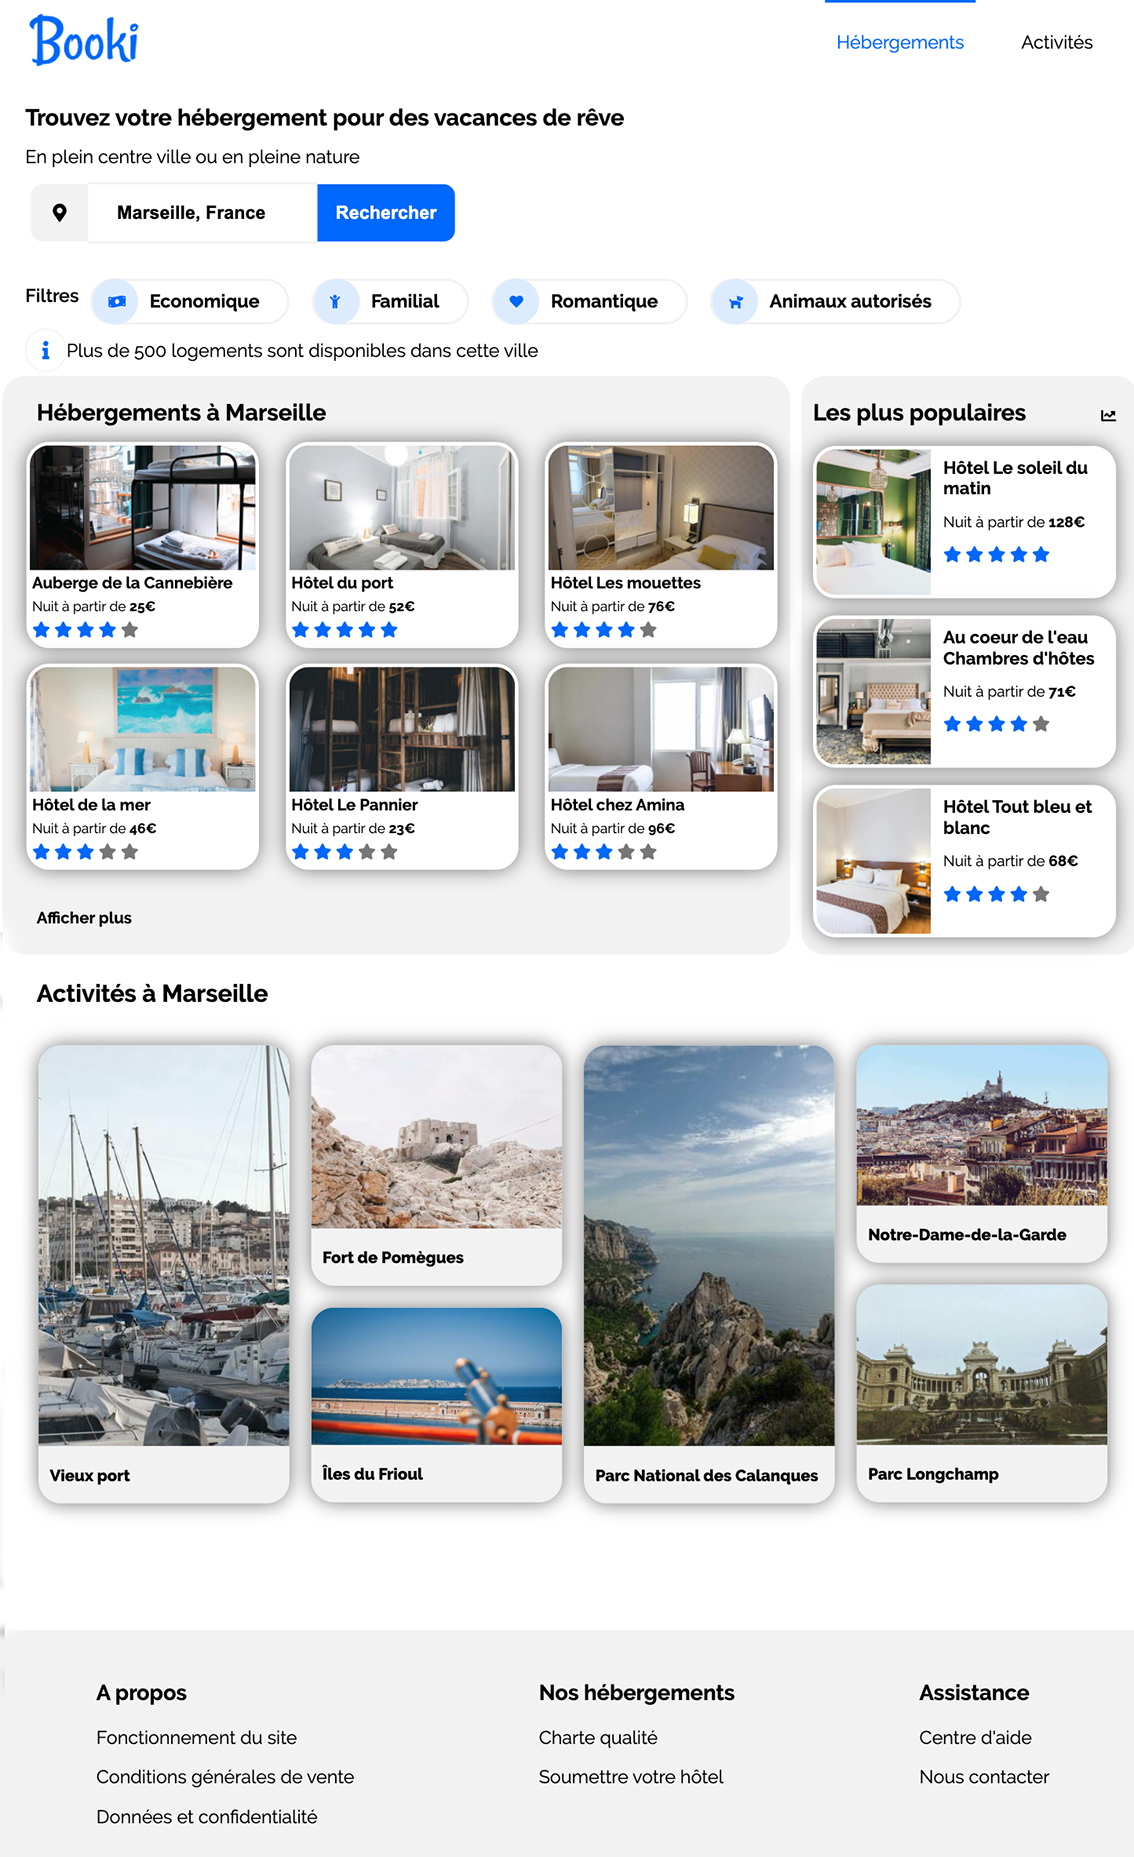 Booki
Hébergements
Activités
Trouvez votre hébergement pour des vacances de rêve
En plein centre ville ou en pleine nature
Marseille, France
Rechercher
Filtres
Economique
Familial
Romantique
Animaux autorisés
Plus de 500 logements sont disponibles dans cette ville
Hébergements à Marseille
Auberge de la Cannebière
Nuit à partir de 25€
Hôtel du port
Nuit à partir de 52€
Hôtel Les mouettes
Nuit à partir de 76€
Hôtel de la mer
Nuit à partir de 46€
Hôtel Le Pannier
Nuit à partir de 23€
Hôtel chez Amina
Nuit à partir de 96€
Afficher plus
Les plus populaires
Hôtel Le soleil du
matin
Nuit à partir de 128€
Au coeur de l'eau
Chambres d'hôtes
Nuit à partir de 71€
Hôtel Tout bleu et
blanc
Nuit à partir de 68€
Activités à Marseille
Vieux port
Fort de Pomègues
Îles du Frioul
Parc National des Calanques
Notre-Dame-de-la-Garde
Parc Longchamp
A propos
Fonctionnement du site
Conditions générales de vente
Données et confidentialité
Nos hébergements
Charte qualité
Soumettre votre hôtel
Assistance
Centre d'aide
Nous contacter